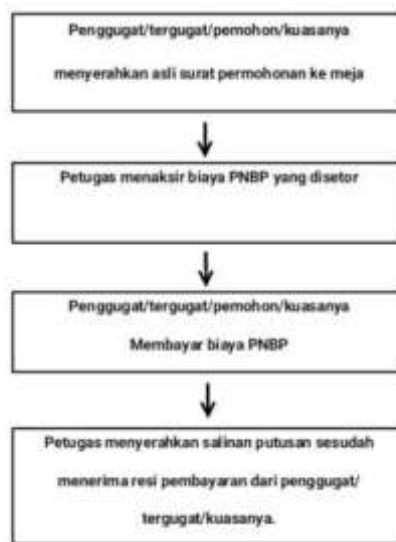 Penggugat/tergugat/pemohon/kuasanya
menyerahkan asli surat permohonan ke meja
Petugas menaksir biaya PNBP yang disetor
Penggugat/tergugat/pemohon/kuasanya
Membayar biaya PNBP
Petugas menyerahkan salinan putusan sesudah
menerima resi pembayaran dari penggugat/
tergugat/kuasanya.